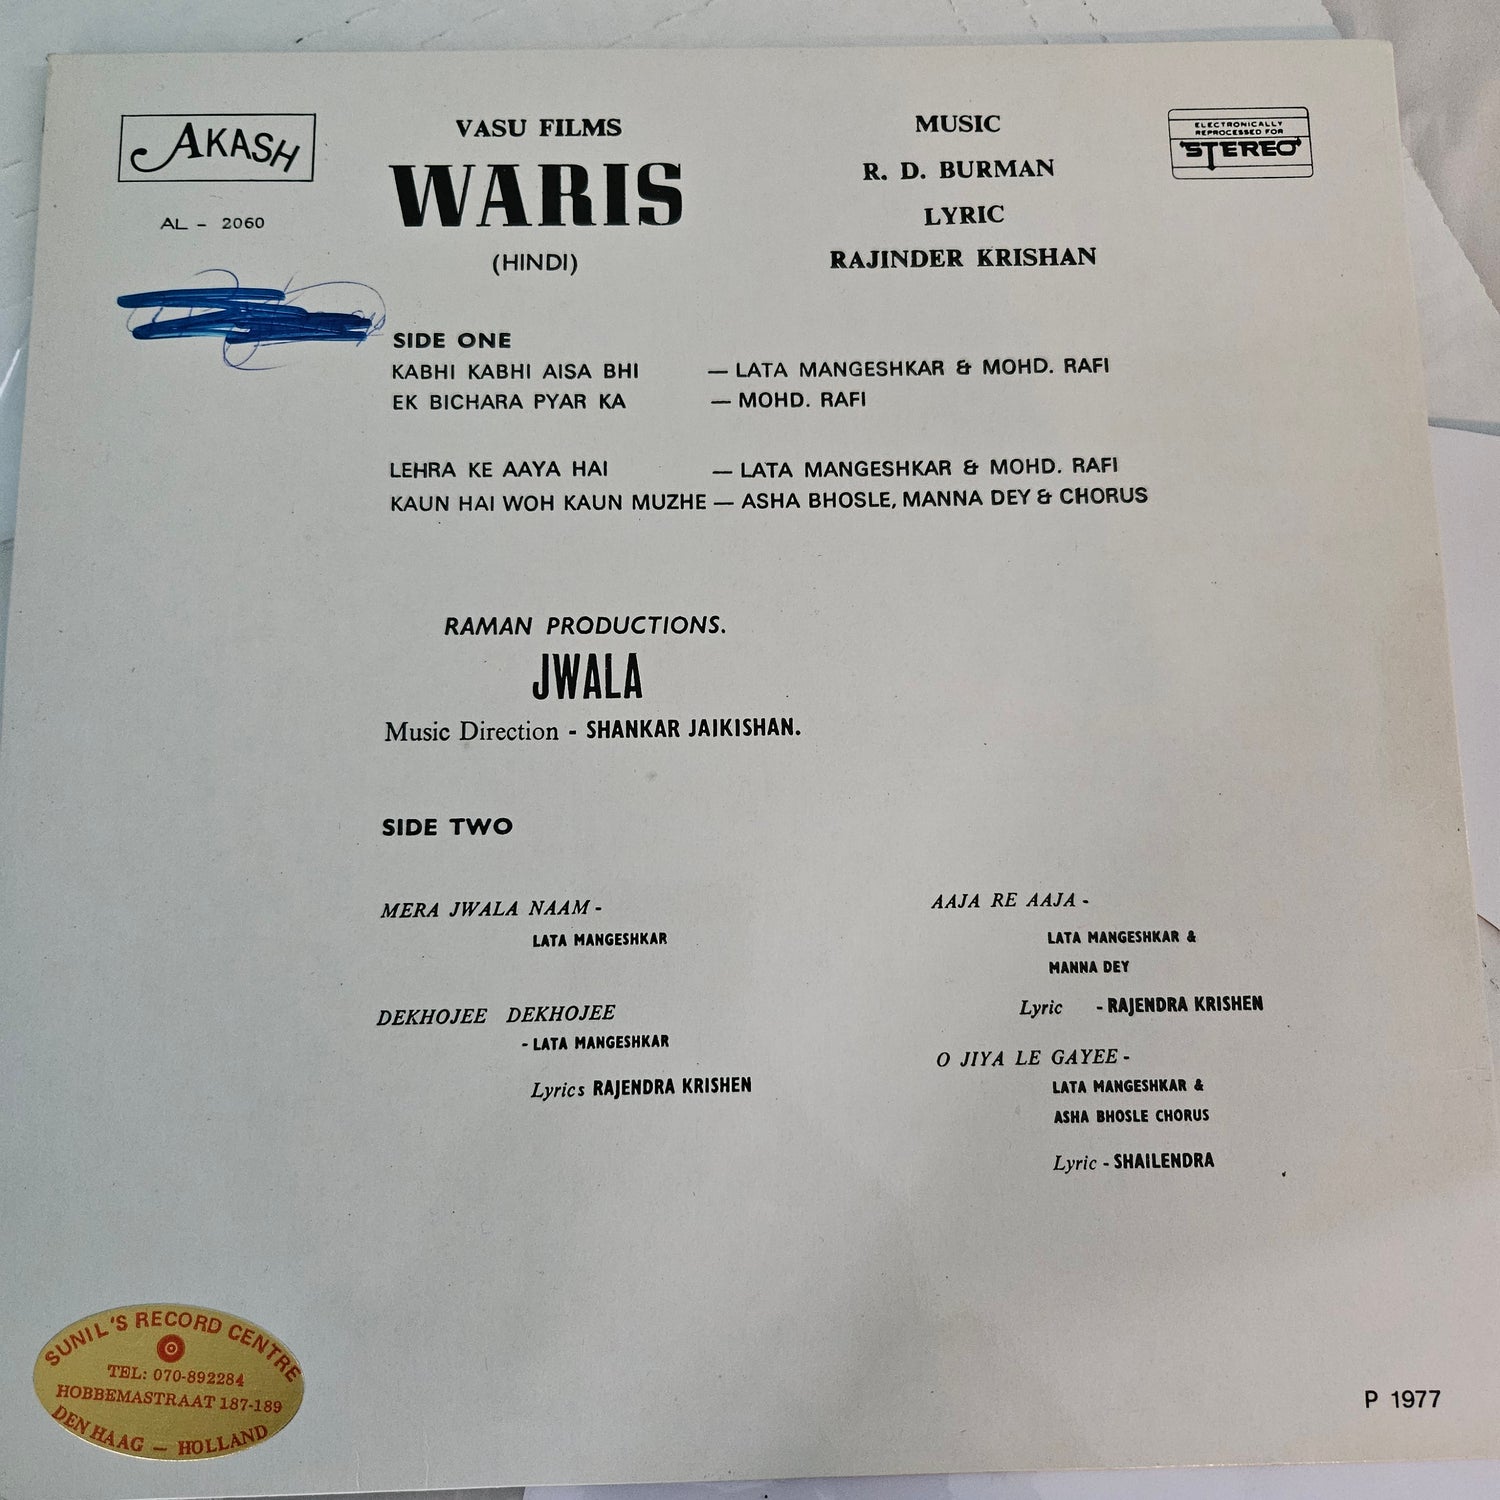 AKASH
AL - 2060
VASU FILMS
WARIS
(HINDI)
MUSIC
R. D. BURMAN
LYRIC
RAJINDER KRISHAN
ELECTRONICALLY
REPROCESSED FOR
STEREO
SIDE ONE
KABHI KABHI AISA BHI — LATA MANGESHKAR & MOHD. RAFI
EK BICHARA PYAR KA — MOHD. RAFI
LEHRA KE AAYA HAI — LATA MANGESHKAR & MOHD. RAFI
KAUN HAI WOH KAUN MUZHE — ASHA BHOSLE, MANNA DEY & CHORUS
RAMAN PRODUCTIONS.
JWALA
Music Direction - SHANKAR JAIKISHAN.
SIDE TWO
MERA JWALA NAAM -
LATA MANGESHKAR
DEKHOJEE DEKHOJEE
- LATA MANGESHKAR
Lyrics RAJENDRA KRISHEN
AAJA RE AAJA -
LATA MANGESHKAR &
MANNA DEY
Lyric - RAJENDRA KRISHEN
O JIYA LE GAYEE -
LATA MANGESHKAR &
ASHA BHOSLE CHORUS
Lyric - SHAILENDRA
SUNIL'S RECORD CENTRE
TEL: 070-892284
HOBBEMASTRAAT 187-189
DEN HAAG — HOLLAND
P 1977